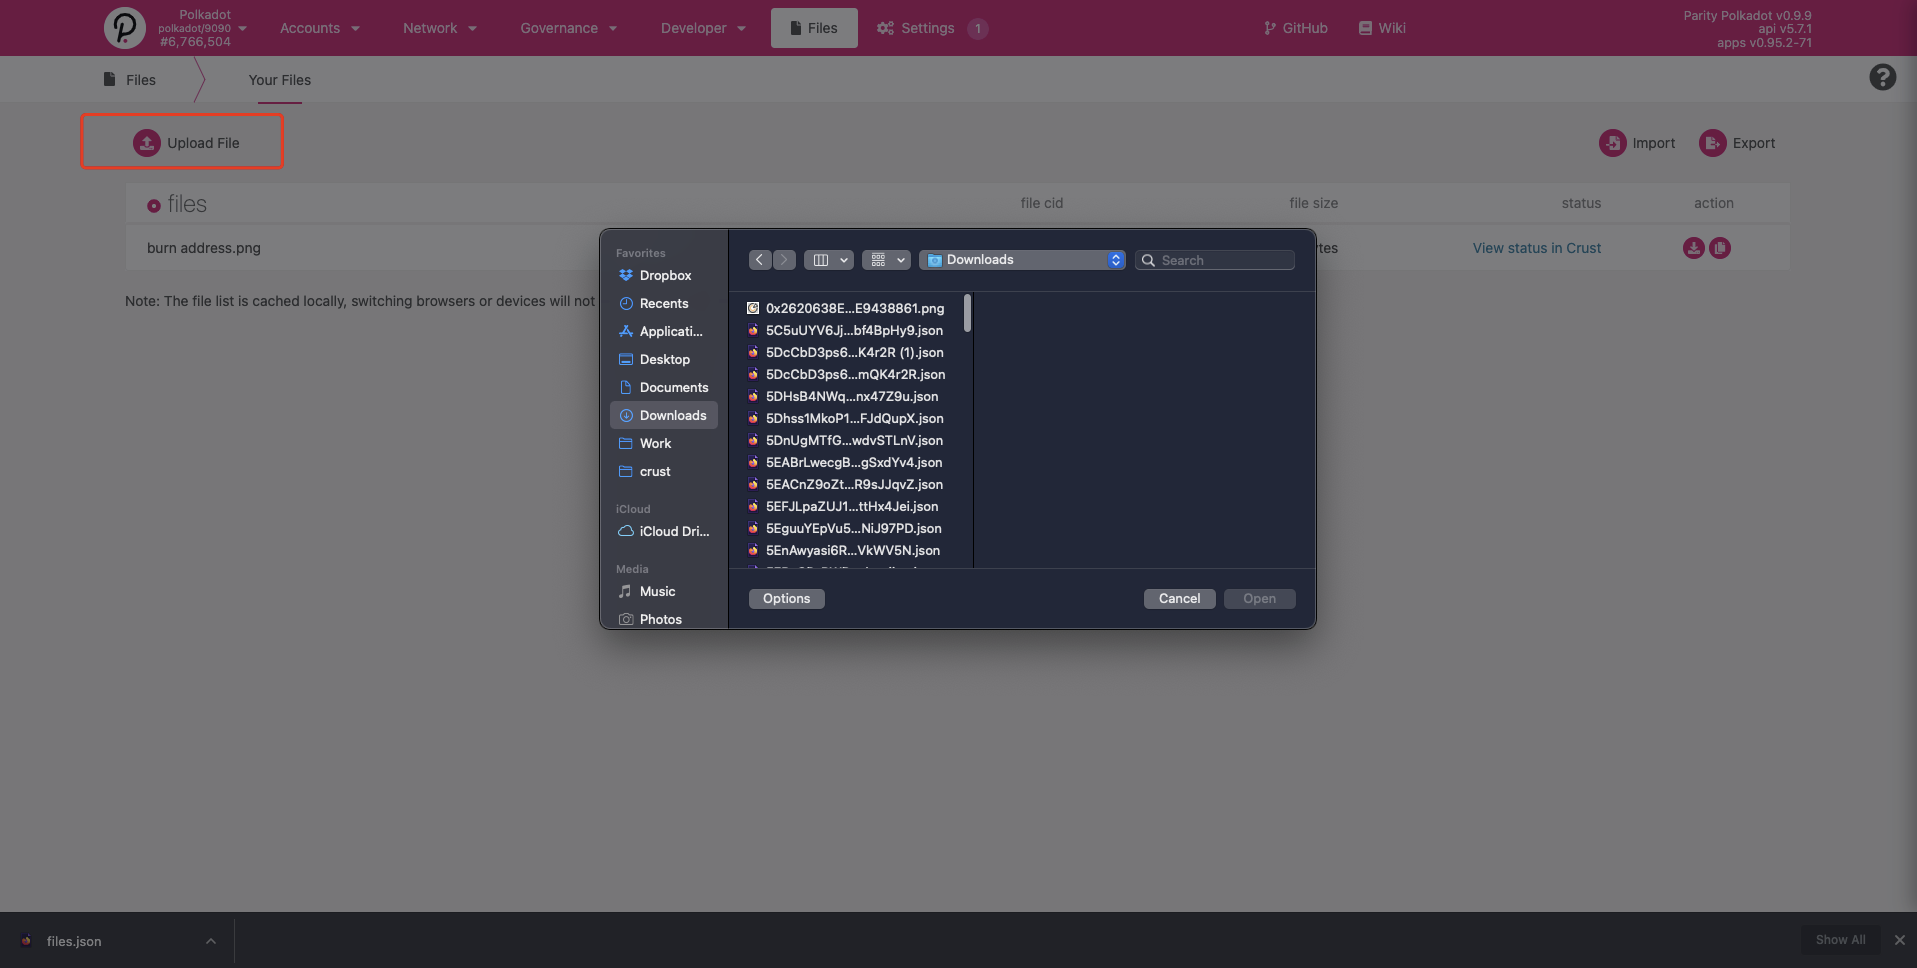 Polkadot
polkadot/9090
#6,766,504
Accounts
Network
Governance
Developer
Files
Settings
1
GitHub
Wiki
Parity Polkadot v0.9.9
api v5.7.1
apps v0.95.2-71
Files
Your Files
?
Upload File
Import
Export
files
file cid
file size
status
action
burn address.png
View status in Crust
Note: The file list is cached locally, switching browsers or devices will not
Favorites
Dropbox
Recents
Applicati...
Desktop
Documents
Downloads
Work
crust
iCloud
iCloud Dri...
Media
Music
Photos
Downloads
Search
0x2620638E...E9438861.png
5C5uUYV6Jj...bf4BpHy9.json
5DcCbD3ps6...K4r2R (1).json
5DcCbD3ps6...mQK4r2R.json
5DHsB4NWq...nx47Z9u.json
5Dhss1MkoP1...FJdQupX.json
5DnUgMTfG...wdvSTLnV.json
5EABrLwecgB...gSxdYv4.json
5EACnZ9oZt...R9sJJqvZ.json
5EFJLpaZUJ1...ttHx4Jei.json
5EguuYEpVu5...NiJ97PD.json
5EnAwyasi6R...VkWV5N.json
Options
Cancel
Open
files.json
Show All